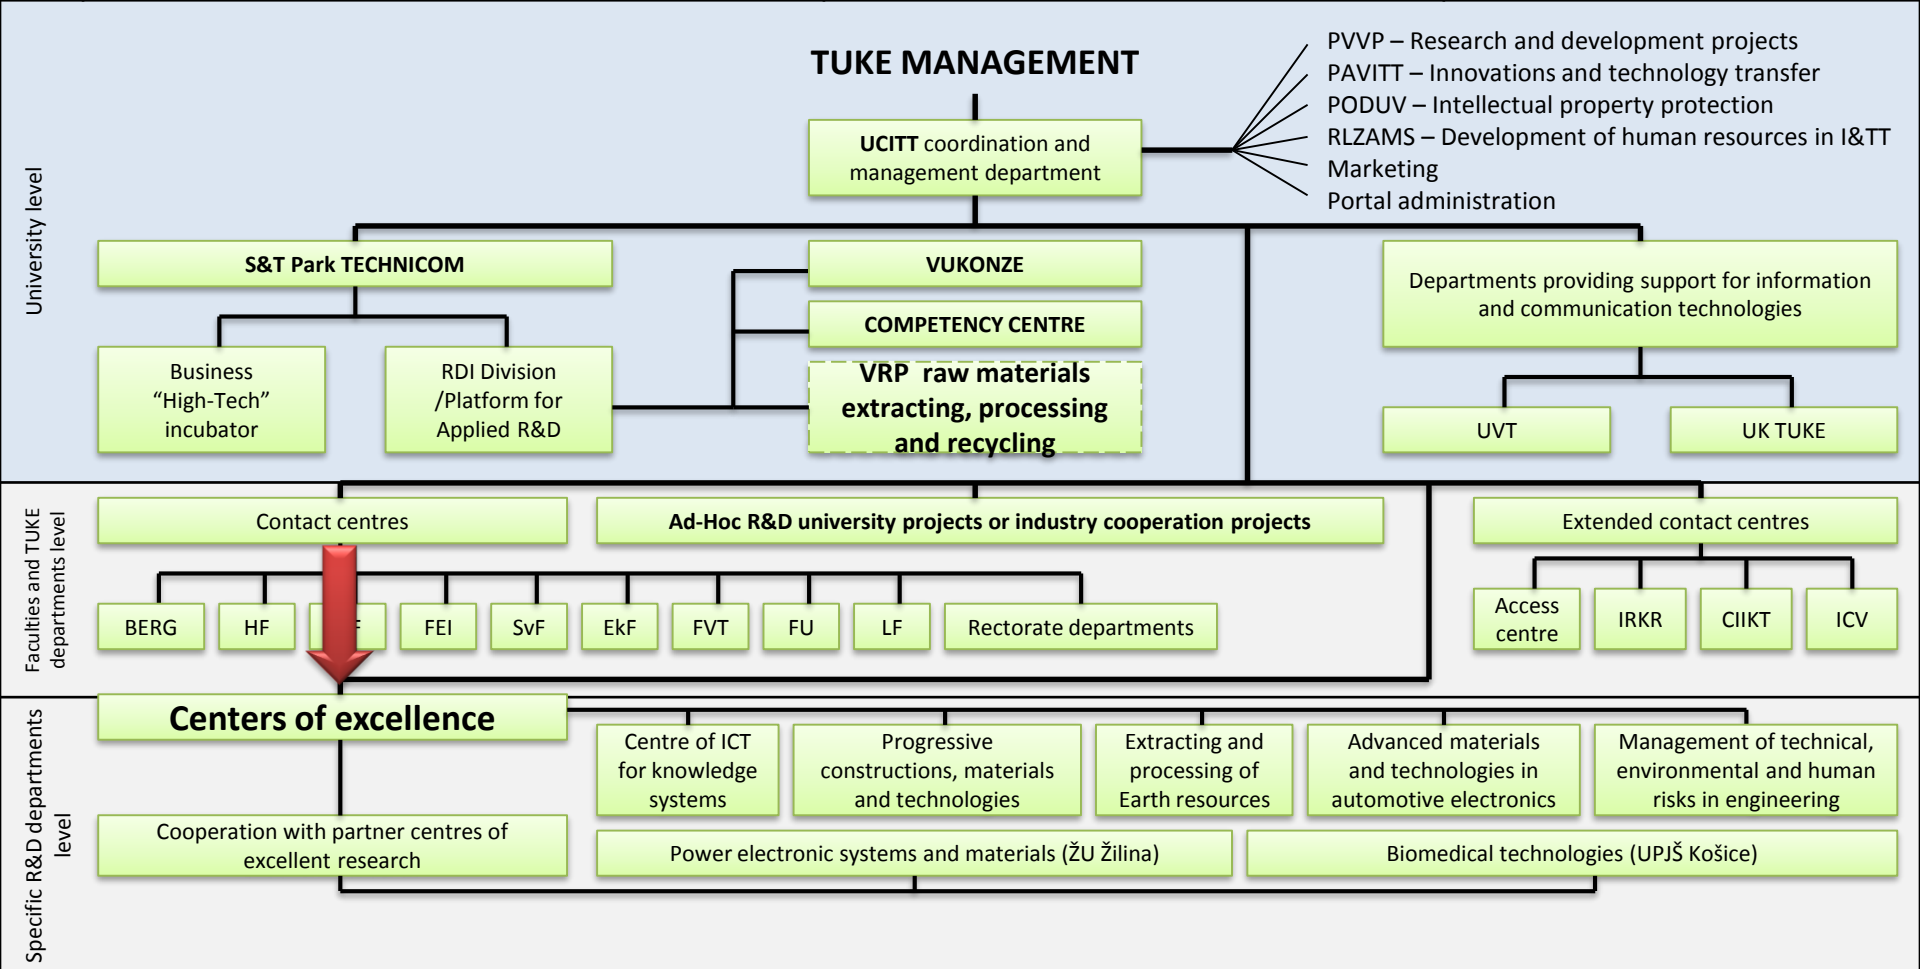 TUKE MANAGEMENT
PVVP – Research and development projects
PAVITT – Innovations and technology transfer
PODUV – Intellectual property protection
RLZAMS – Development of human resources in I&TT
Marketing
Portal administration
UCITT coordination and
management department
University level
S&T Park TECHNICOM
VUKONZE
Departments providing support for information
and communication technologies
COMPETENCY CENTRE
Business
“High-Tech”
incubator
RDI Division
/Platform for
Applied R&D
VRP raw materials
extracting, processing
and recycling
UVT
UK TUKE
Faculties and TUKE
departments level
Contact centres
Ad-Hoc R&D university projects or industry cooperation projects
Extended contact centres
BERG
HF
F
FEI
SvF
EkF
FVT
FU
LF
Rectorate departments
Access
centre
IRKR
CIIKT
ICV
Specific R&D departments
level
Centers of excellence
Centre of ICT
for knowledge
systems
Progressive
constructions, materials
and technologies
Extracting and
processing of
Earth resources
Advanced materials
and technologies in
automotive electronics
Management of technical,
environmental and human
risks in engineering
Cooperation with partner centres of
excellent research
Power electronic systems and materials (ŽU Žilina)
Biomedical technologies (UPJŠ Košice)